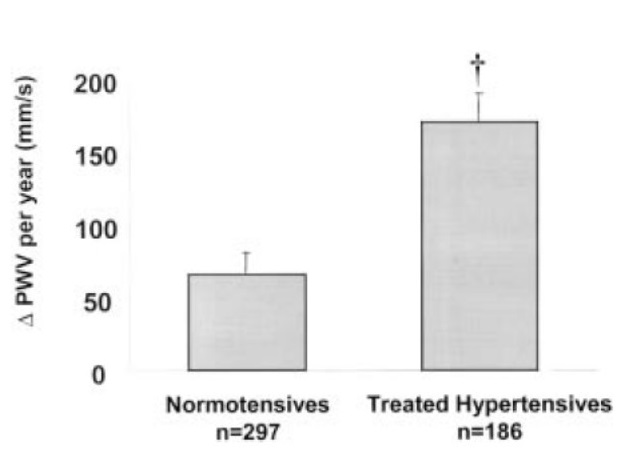 †
Δ PWV per year (mm/s)
200
150
100
50
0
Normotensives
n=297
Treated Hypertensives
n=186